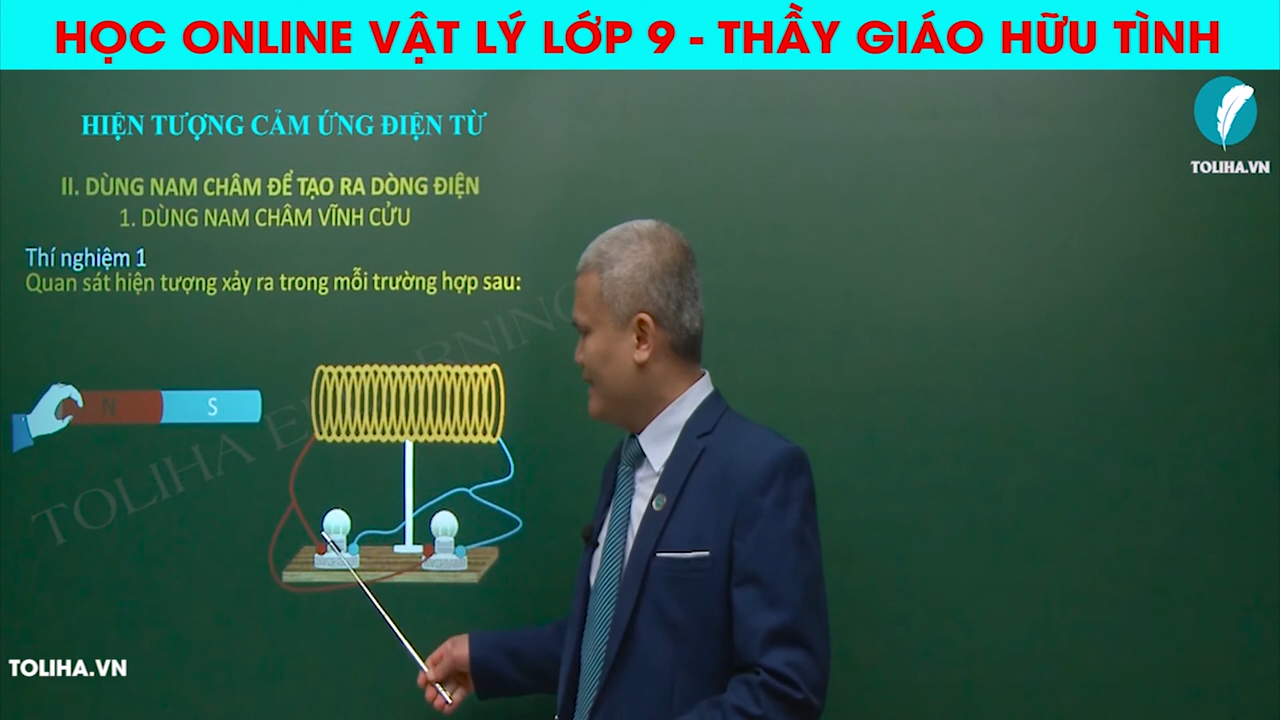 HỌC ONLINE VẬT LÝ LỚP 9 - THẦY GIÁO HỮU TÌNH
HIỆN TƯỢNG CẢM ỨNG ĐIỆN TỪ
TOLIHA.VN
II. DÙNG NAM CHÂM ĐỂ TẠO RA DÒNG ĐIỆN
1. DÙNG NAM CHÂM VĨNH CỬU
Thí nghiệm 1
Quan sát hiện tượng xảy ra trong mỗi trường hợp sau:
N S
TOLIHA E LEARNING
TOLIHA.VN